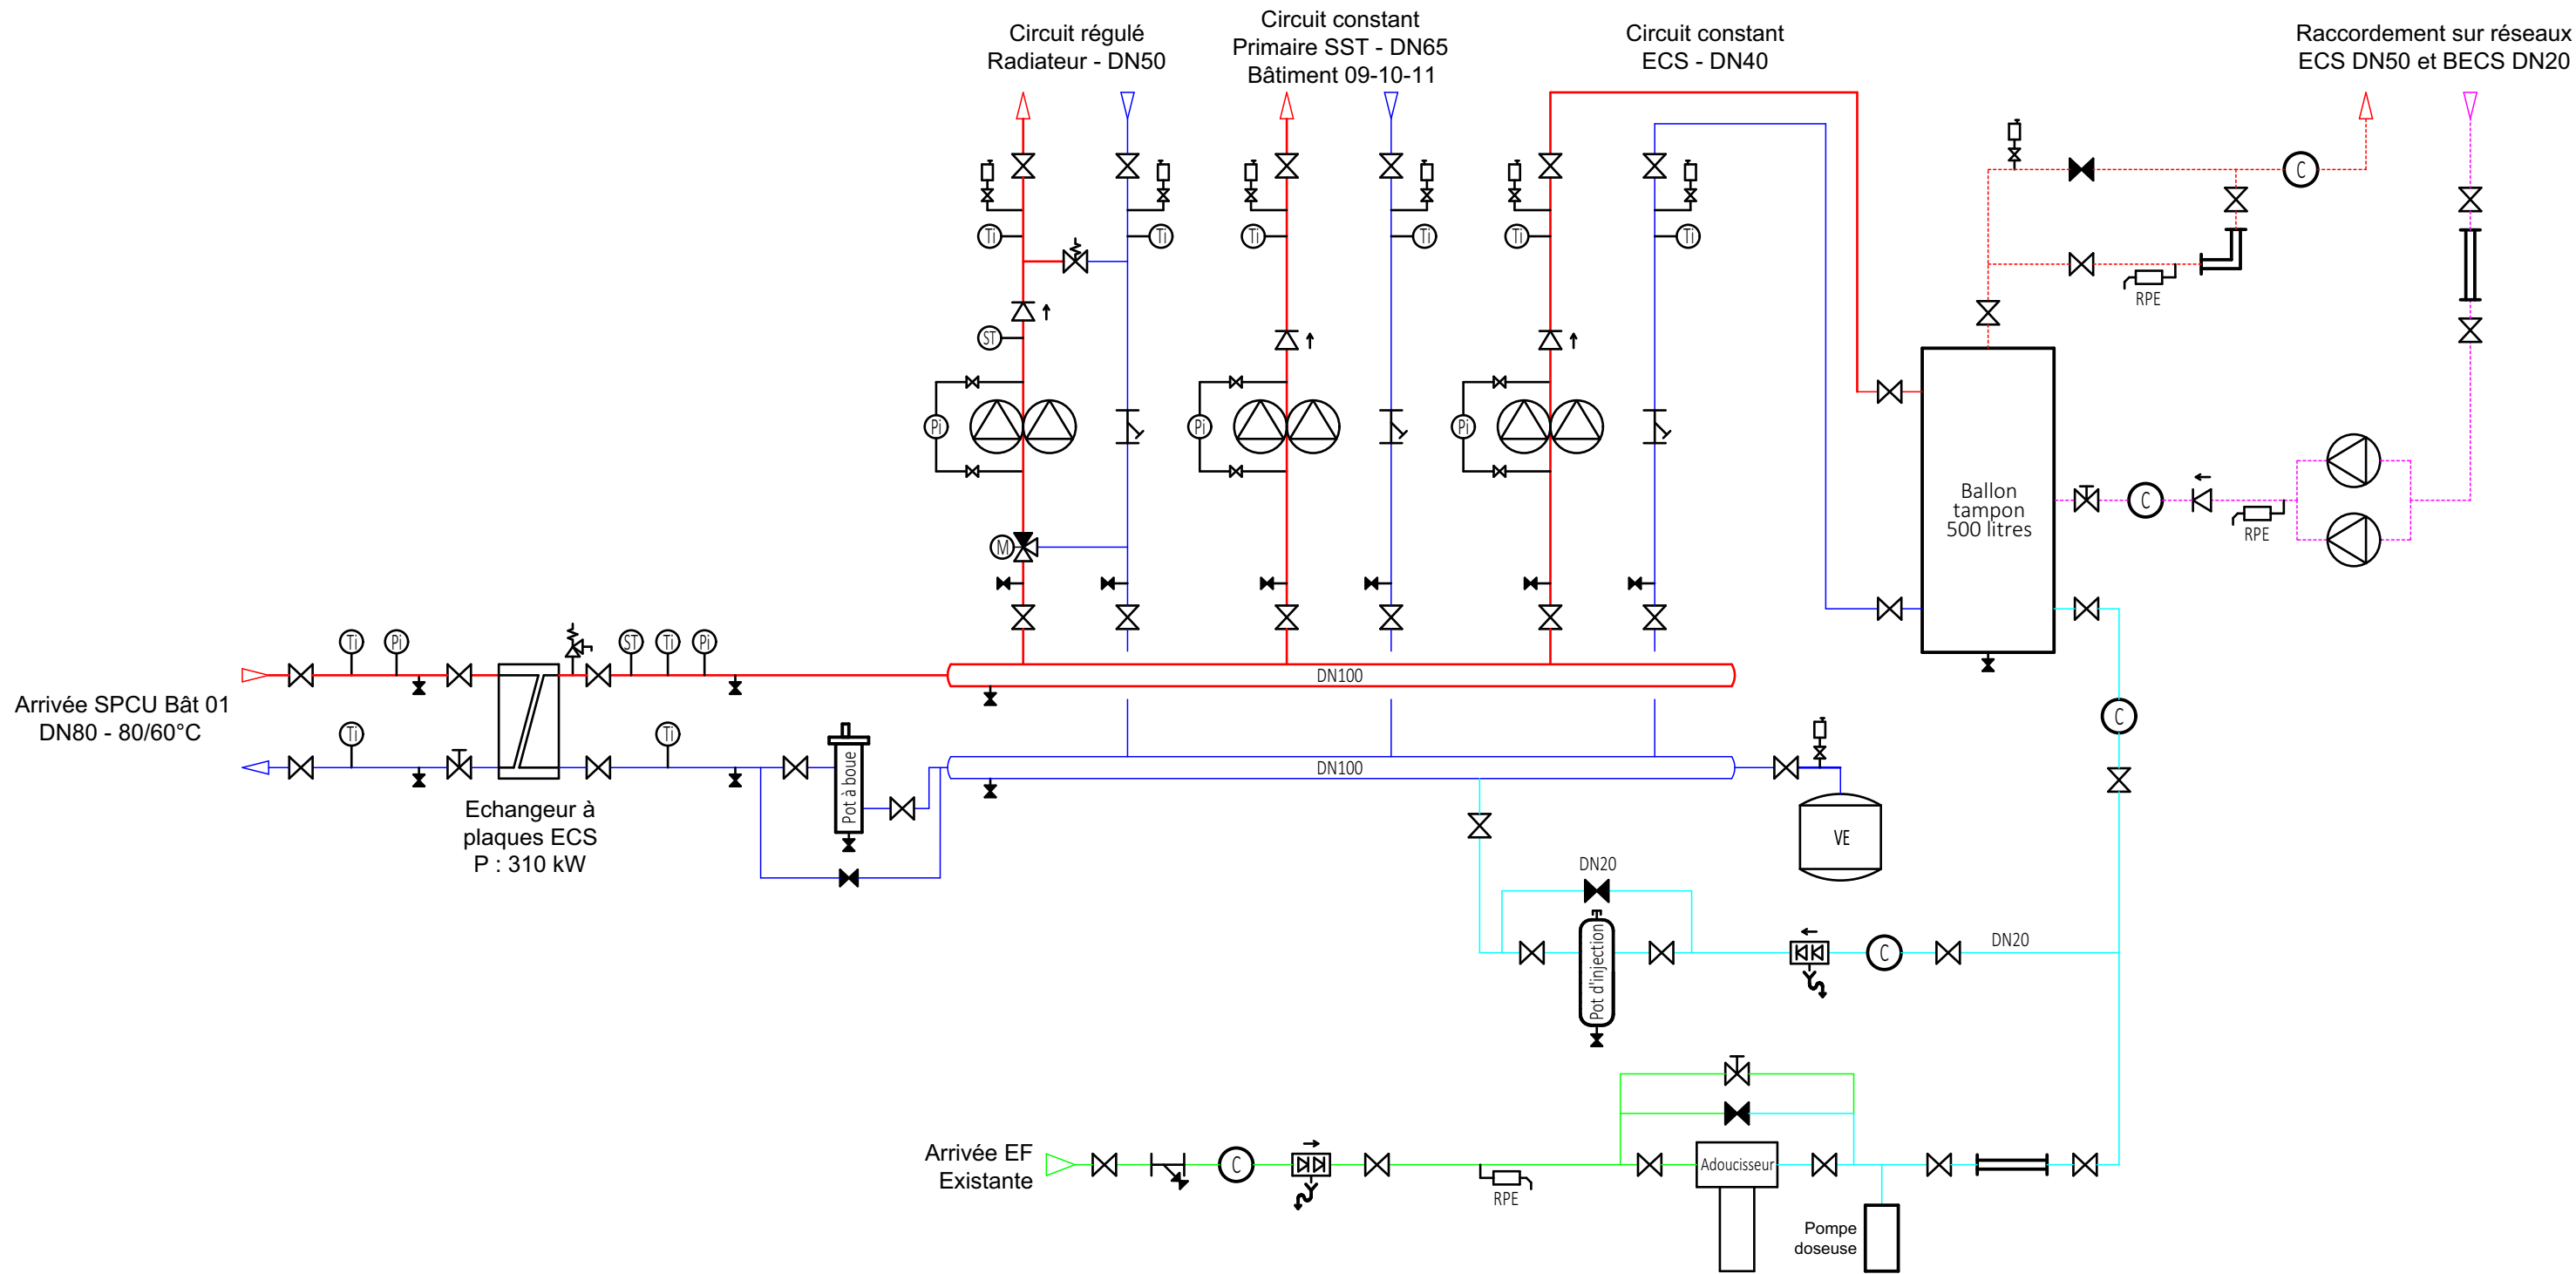 Circuit régulé
Radiateur - DN50
Circuit constant
Primaire SST - DN65
Bâtiment 09-10-11
Circuit constant
ECS - DN40
Raccordement sur réseaux
ECS DN50 et BECS DN20
C
Ti
Ti
Ti
Ti
Ti
Ti
RPE
ST
Pi
Pi
Pi
Ballon
tampon
500 litres
C
RPE
M
Ti
Pi
ST
Ti
Pi
DN100
Arrivée SPCU Bât 01
DN80 - 80/60°C
C
Ti
Ti
Pot à boue
DN100
Echangeur à
plaques ECS
P : 310 kW
VE
DN20
Pot d'injection
C
DN20
Arrivée EF
Existante
C
RPE
Adoucisseur
Pompe
doseuse